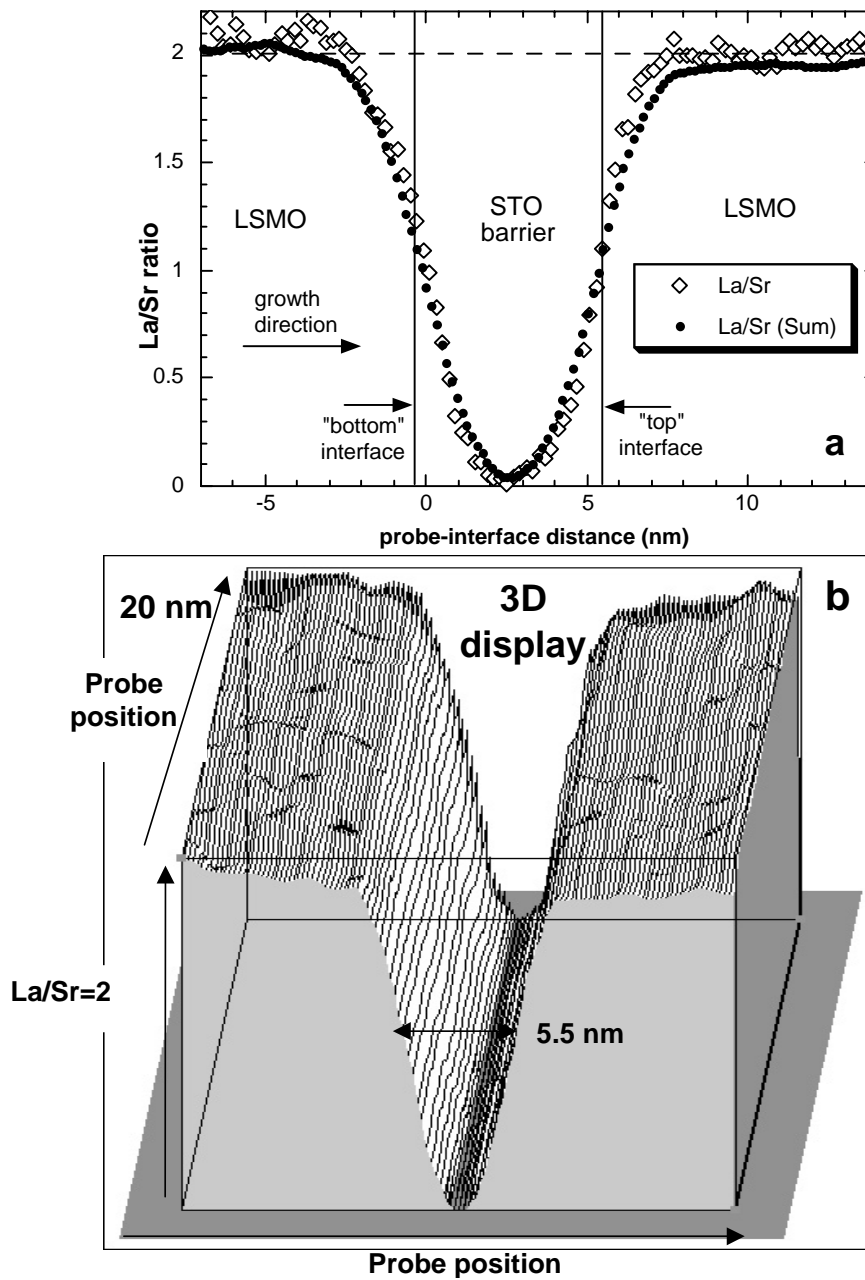 2
1.5
1
0.5
0
La/Sr ratio
LSMO
STO
barrier
LSMO
growth
direction
La/Sr
La/Sr (Sum)
"bottom"
interface
"top"
interface
a
-5
0
5
10
probe-interface distance (nm)
b
20 nm
3D
display
Probe
position
La/Sr=2
5.5 nm
Probe position